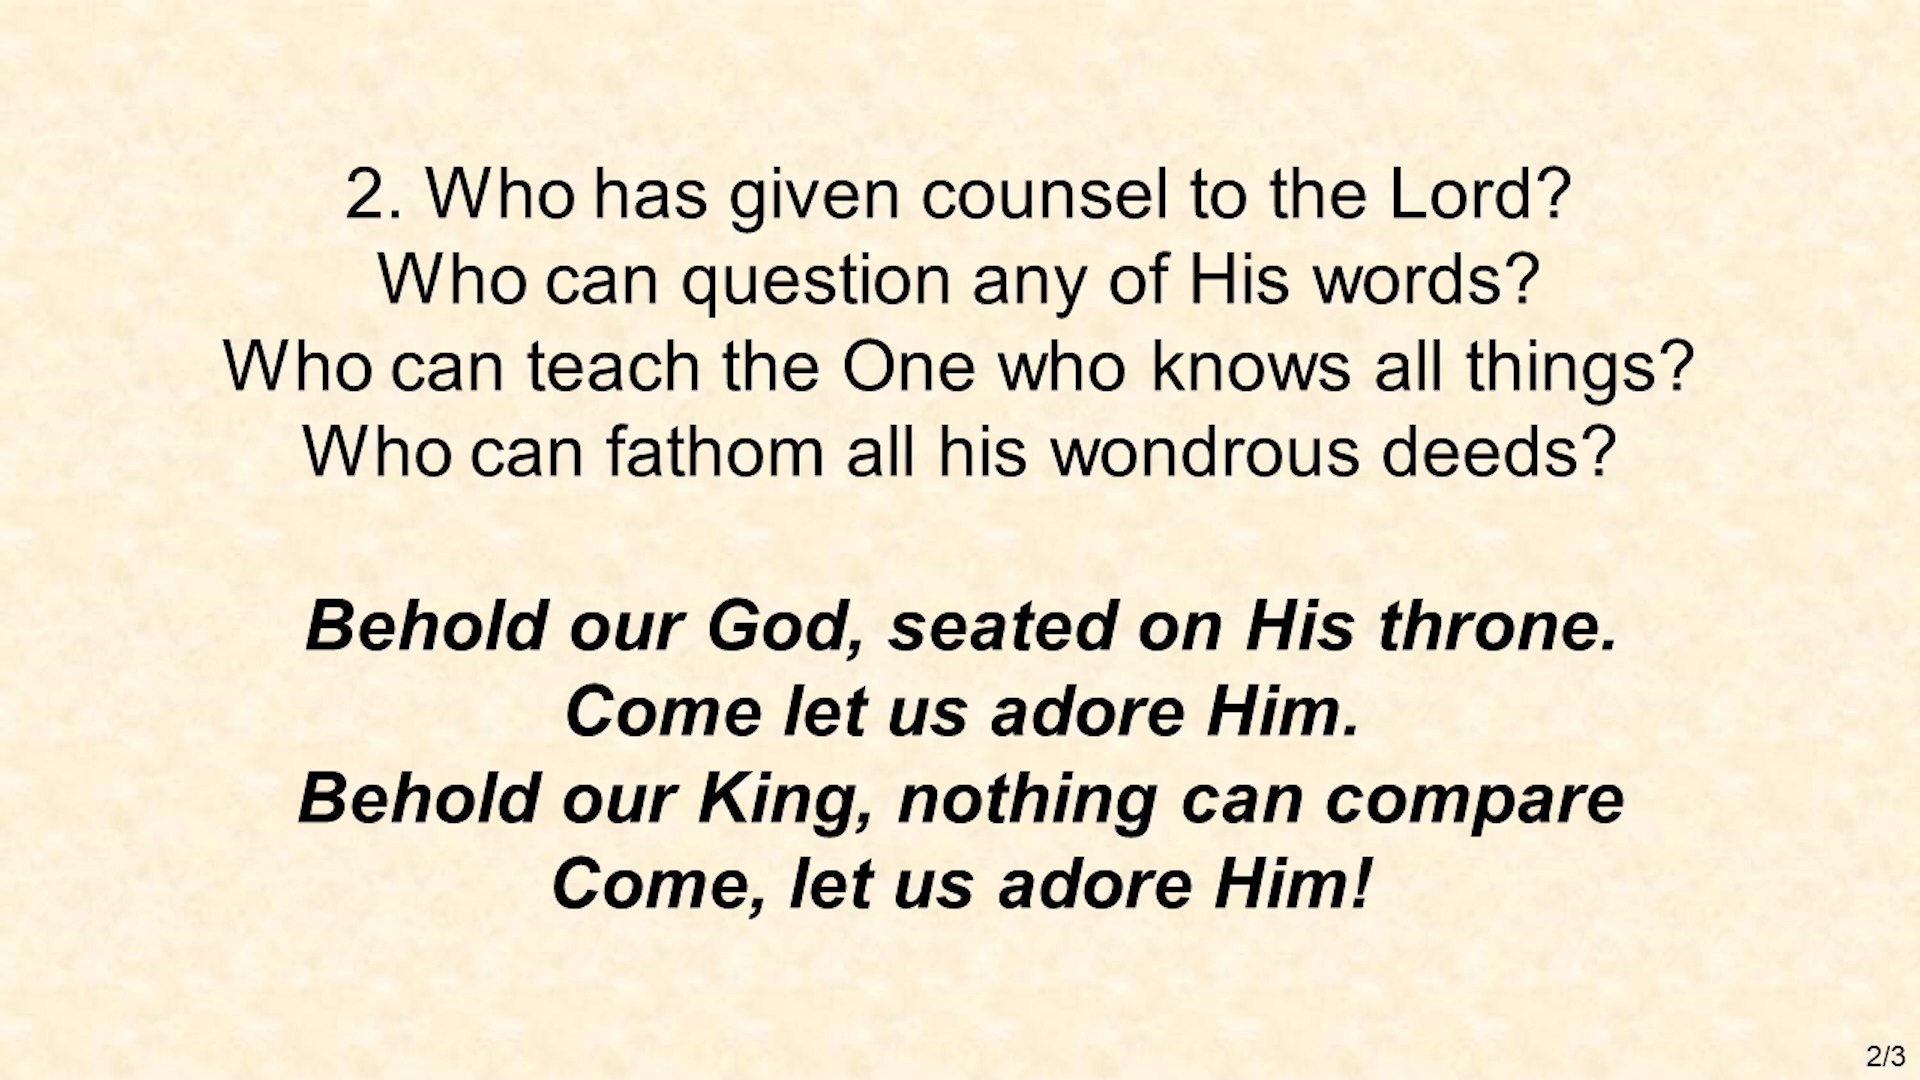 2. Who has given counsel to the Lord?
Who can question any of His words?
Who can teach the One who knows all things?
Who can fathom all his wondrous deeds?
Behold our God, seated on His throne.
Come let us adore Him.
Behold our King, nothing can compare
Come, let us adore Him!
2/3